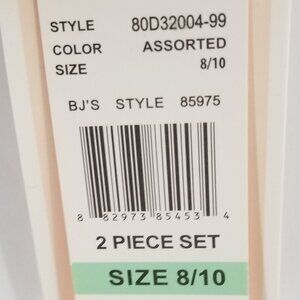 STYLE 80D32004-99
COLOR ASSORTED
SIZE 8/10
BJ'S STYLE 85975
8 82973 85453 4
2 PIECE SET
SIZE 8/10